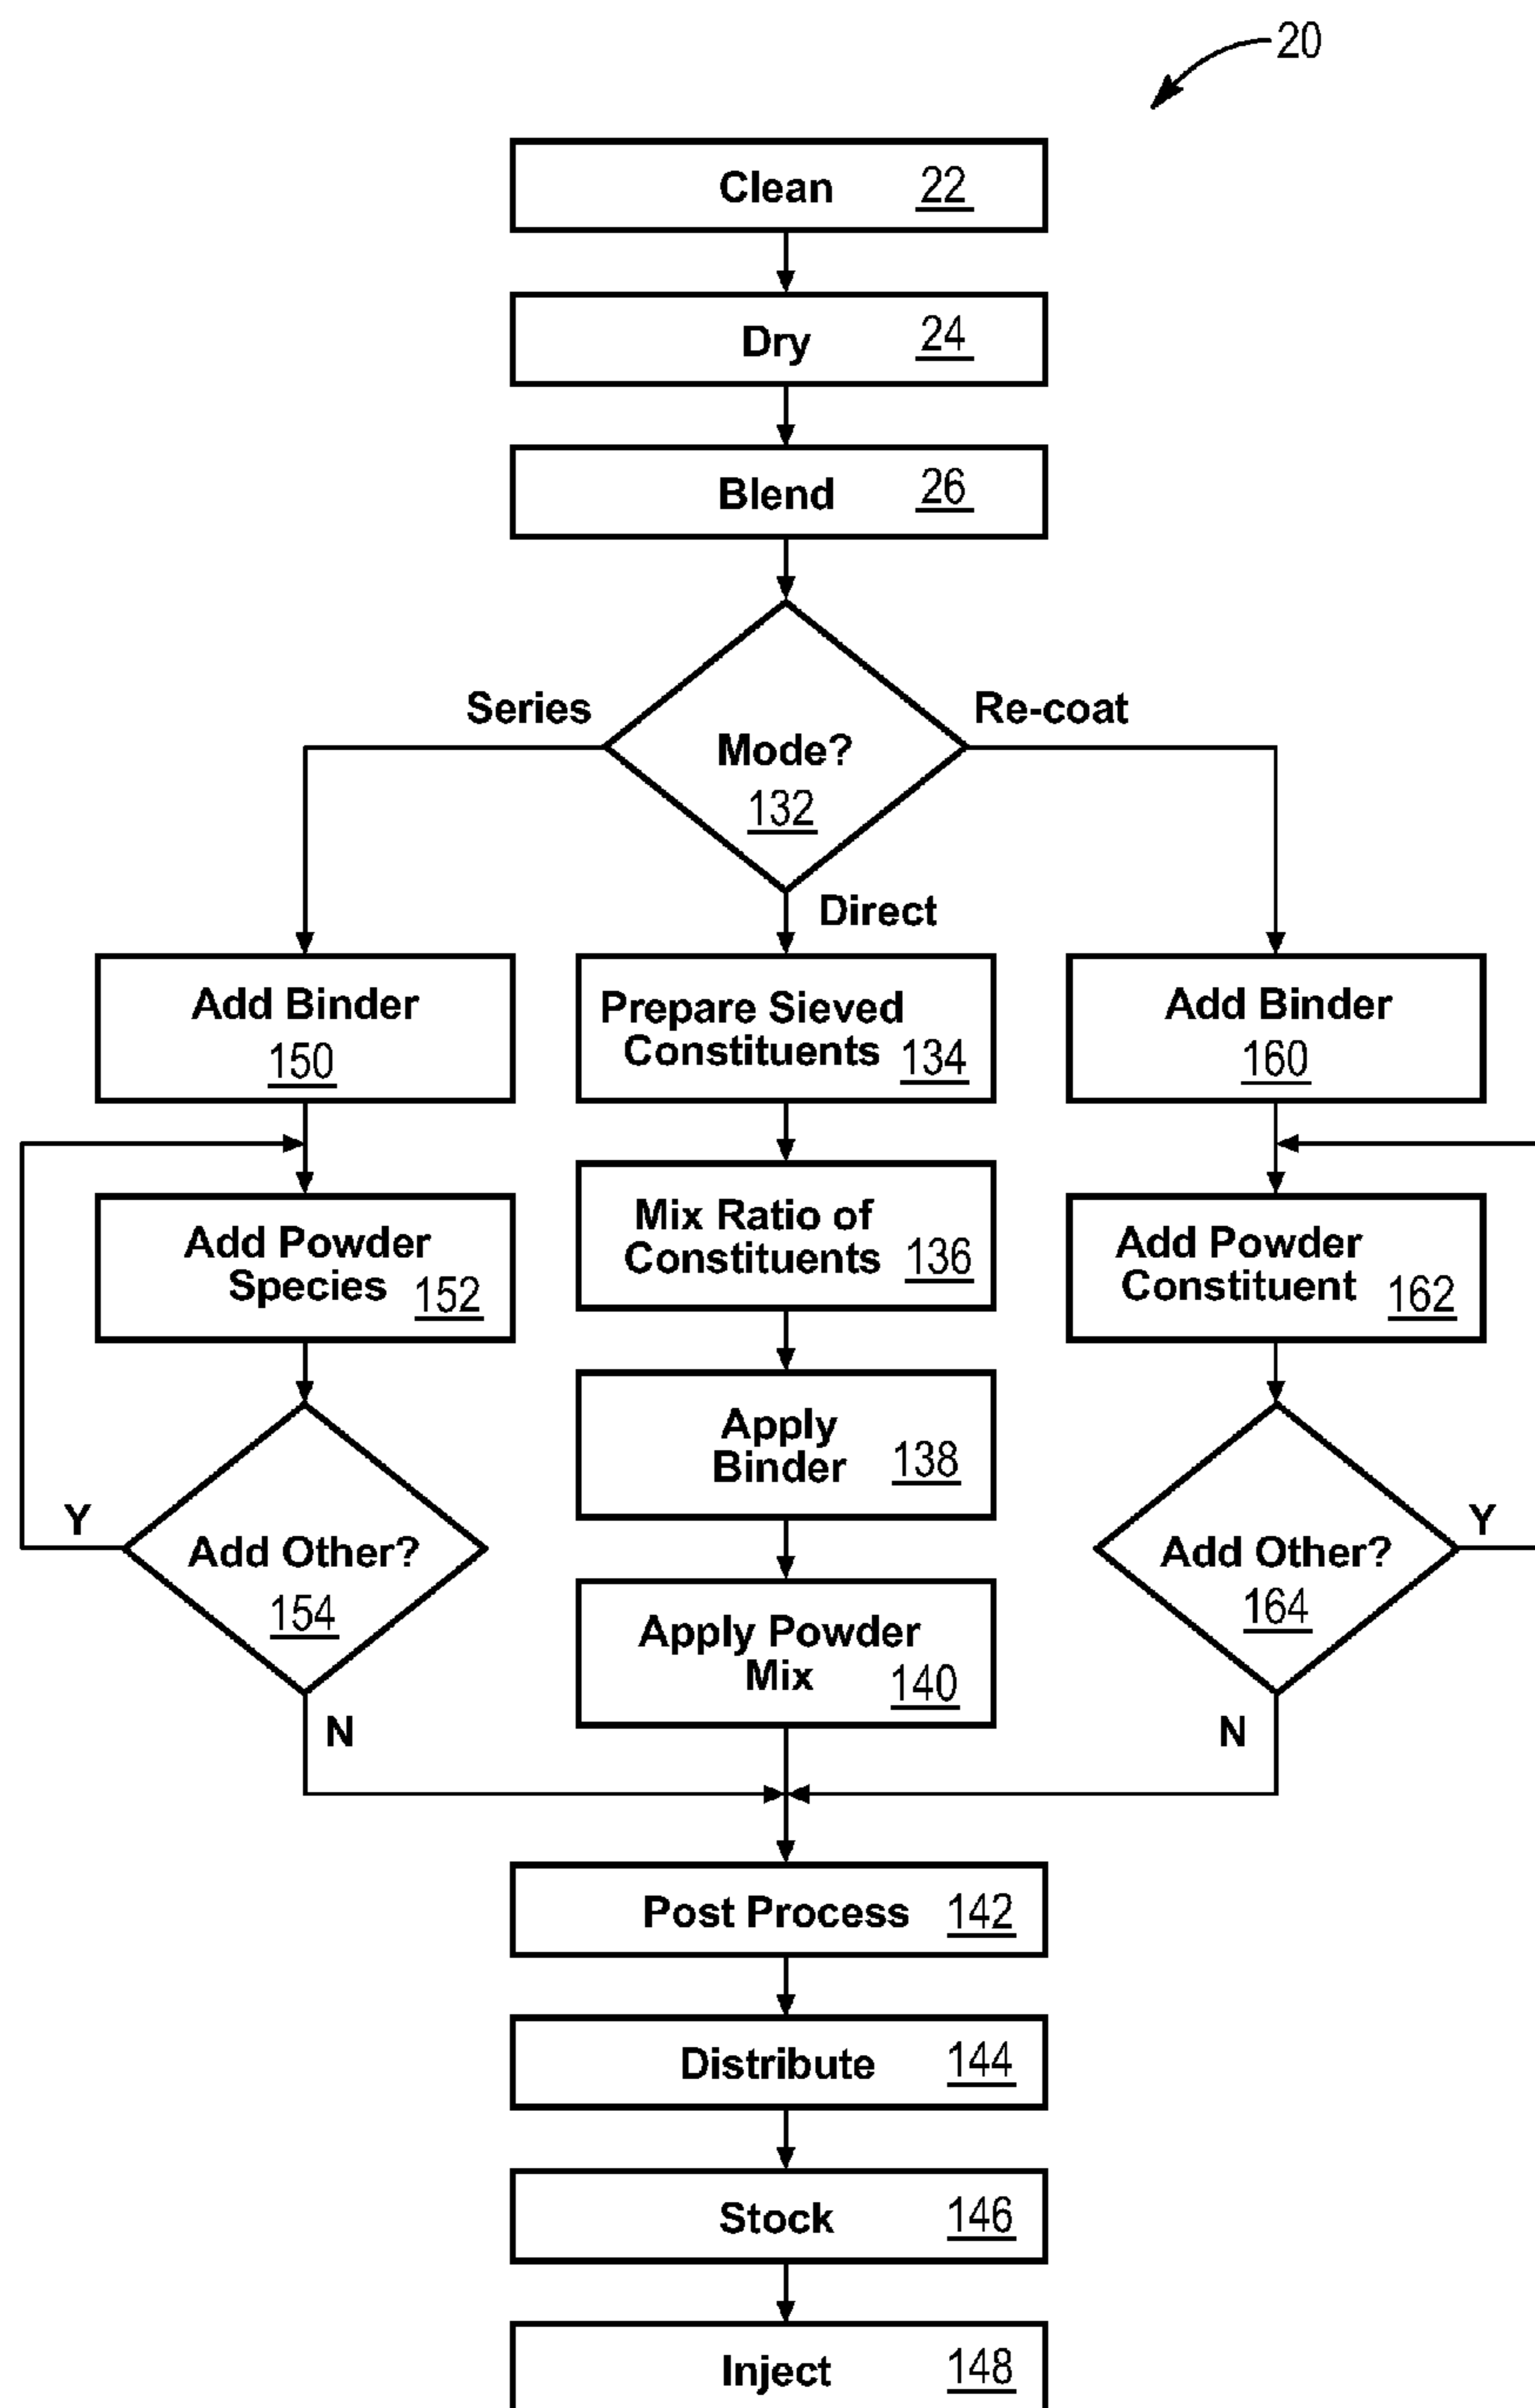 20
Clean 22
Dry 24
Blend 26
Series
Re-coat
Mode?
132
Direct
Add Binder
150
Prepare Sieved
Constituents 134
Add Binder
160
Add Powder
Species 152
Mix Ratio of
Constituents 136
Add Powder
Constituent 162
Apply
Binder 138
Y
Add Other?
154
Y
Add Other?
164
Apply Powder
Mix 140
N
N
Post Process 142
Distribute 144
Stock 146
Inject 148